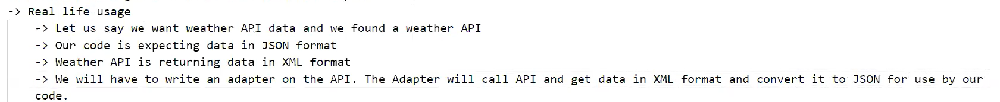 -> Real life usage
-> Let us say we want weather API data and we found a weather API
-> Our code is expecting data in JSON format
-> Weather API is returning data in XML format
-> We will have to write an adapter on the API. The Adapter will call API and get data in XML format and convert it to JSON for use by our
code.